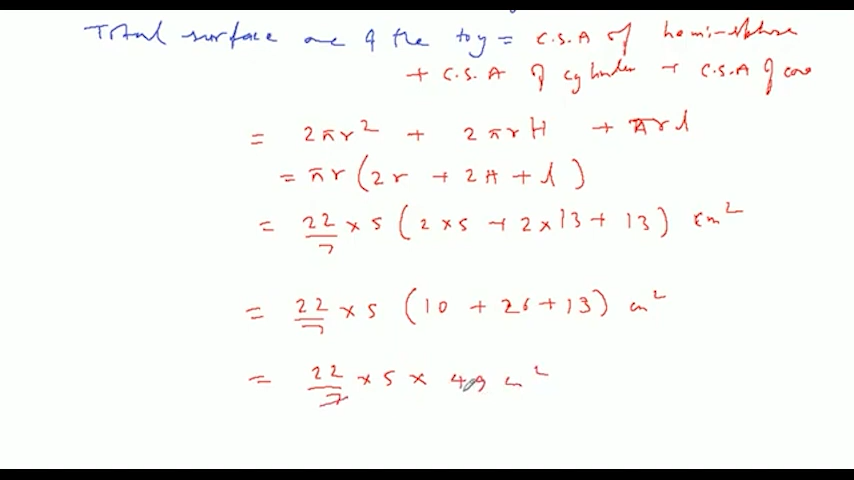 Total surface are of the toy = C.S.A of hemi-sphere
+ C.S.A of cylinder + C.S.A of cone
= 2πr² + 2πrH + πrl
= πr (2r + 2H + l)
= 22/7 × 5 (2×5 + 2×13 + 13) cm²
= 22/7 × 5 (10 + 26 + 13) cm²
= 22/7 × 5 × 49 cm²